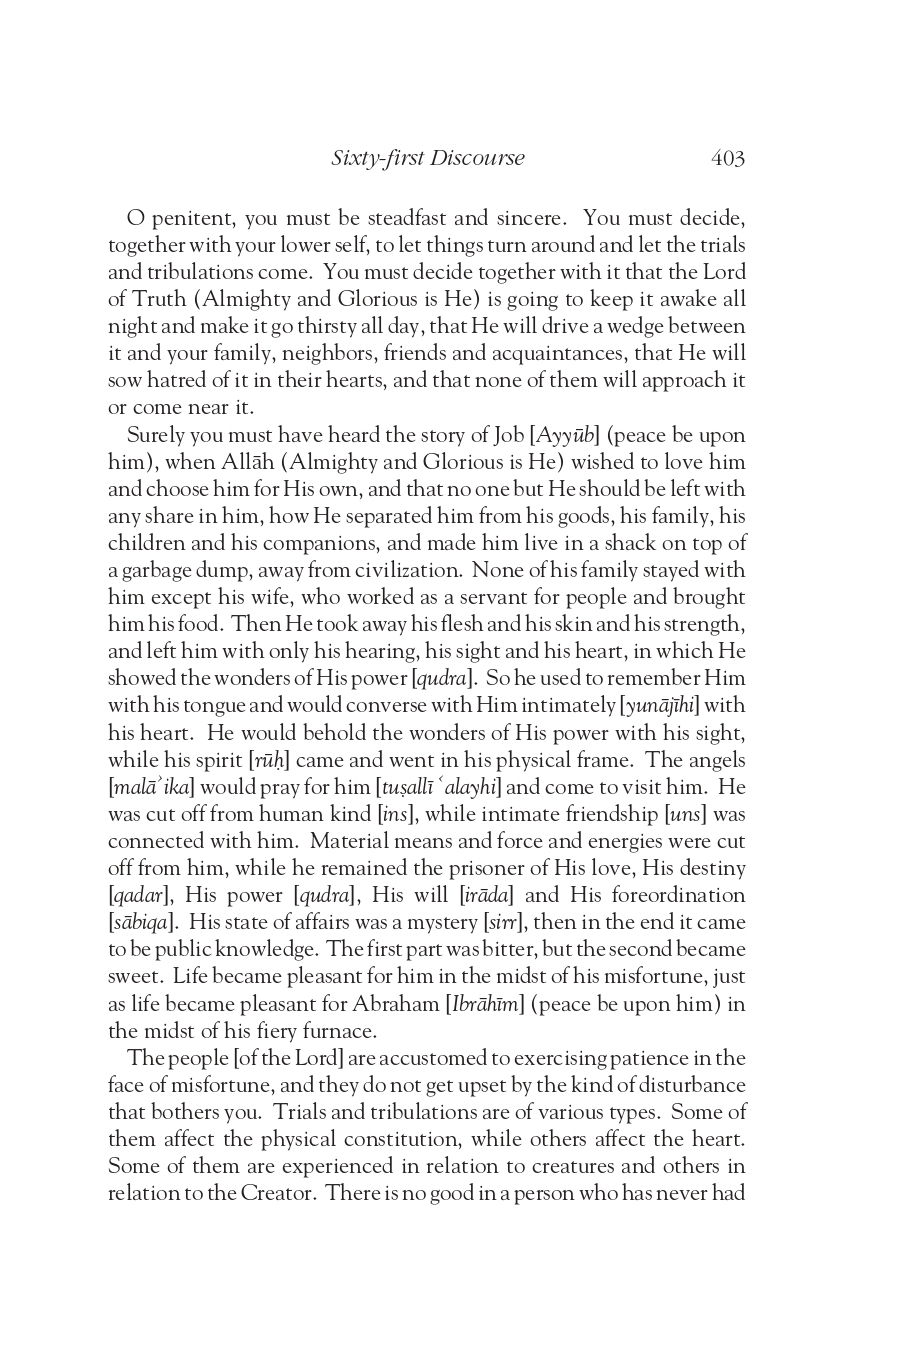 Sixty-first Discourse 403
O penitent, you must be steadfast and sincere. You must decide,
together with your lower self, to let things turn around and let the trials
and tribulations come. You must decide together with it that the Lord
of Truth (Almighty and Glorious is He) is going to keep it awake all
night and make it go thirsty all day, that He will drive a wedge between
it and your family, neighbors, friends and acquaintances, that He will
sow hatred of it in their hearts, and that none of them will approach it
or come near it.
Surely you must have heard the story of Job [Ayyūb] (peace be upon
him), when Allāh (Almighty and Glorious is He) wished to love him
and choose him for His own, and that no one but He should be left with
any share in him, how He separated him from his goods, his family, his
children and his companions, and made him live in a shack on top of
a garbage dump, away from civilization. None of his family stayed with
him except his wife, who worked as a servant for people and brought
him his food. Then He took away his flesh and his skin and his strength,
and left him with only his hearing, his sight and his heart, in which He
showed the wonders of His power [qudra]. So he used to remember Him
with his tongue and would converse with Him intimately [yunājīhi] with
his heart. He would behold the wonders of His power with his sight,
while his spirit [rūḥ] came and went in his physical frame. The angels
[malāʾika] would pray for him [tuṣallī ʿalayhi] and come to visit him. He
was cut off from human kind [ins], while intimate friendship [uns] was
connected with him. Material means and force and energies were cut
off from him, while he remained the prisoner of His love, His destiny
[qadar], His power [qudra], His will [irāda] and His foreordination
[sābiqa]. His state of affairs was a mystery [sirr], then in the end it came
to be public knowledge. The first part was bitter, but the second became
sweet. Life became pleasant for him in the midst of his misfortune, just
as life became pleasant for Abraham [Ibrāhīm] (peace be upon him) in
the midst of his fiery furnace.
The people [of the Lord] are accustomed to exercising patience in the
face of misfortune, and they do not get upset by the kind of disturbance
that bothers you. Trials and tribulations are of various types. Some of
them affect the physical constitution, while others affect the heart.
Some of them are experienced in relation to creatures and others in
relation to the Creator. There is no good in a person who has never had